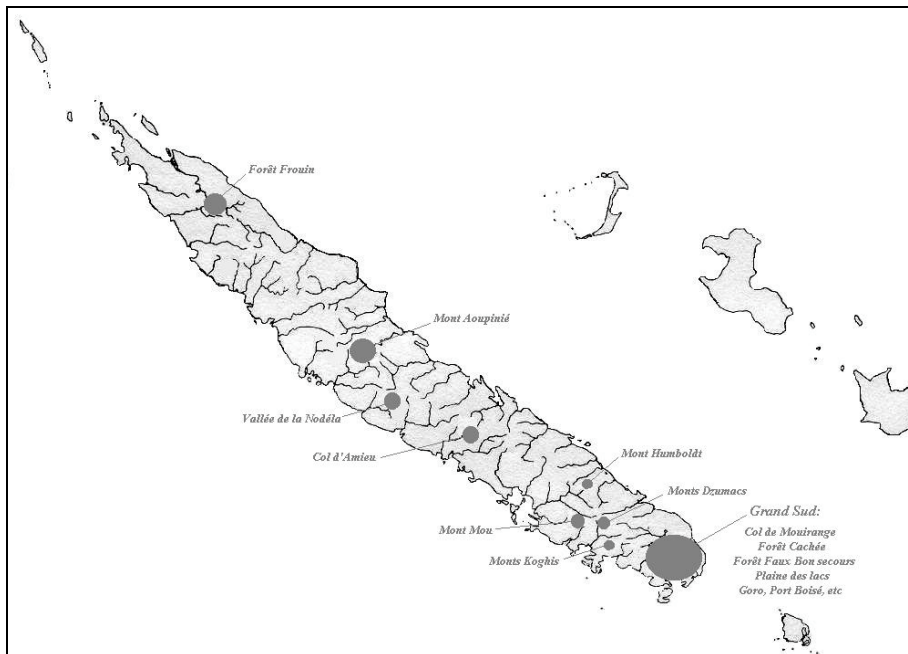 Forêt Frouin
Mont Aoupinié
Vallée de la Nodéla
Col d'Amieu
Mont Humboldt
Monts Dzumacs
Mont Mou
Monts Koghis
Grand Sud:
Col de Mouirange
Forêt Cachée
Forêt Faux Bon secours
Plaine des lacs
Goro, Port Boisé, etc